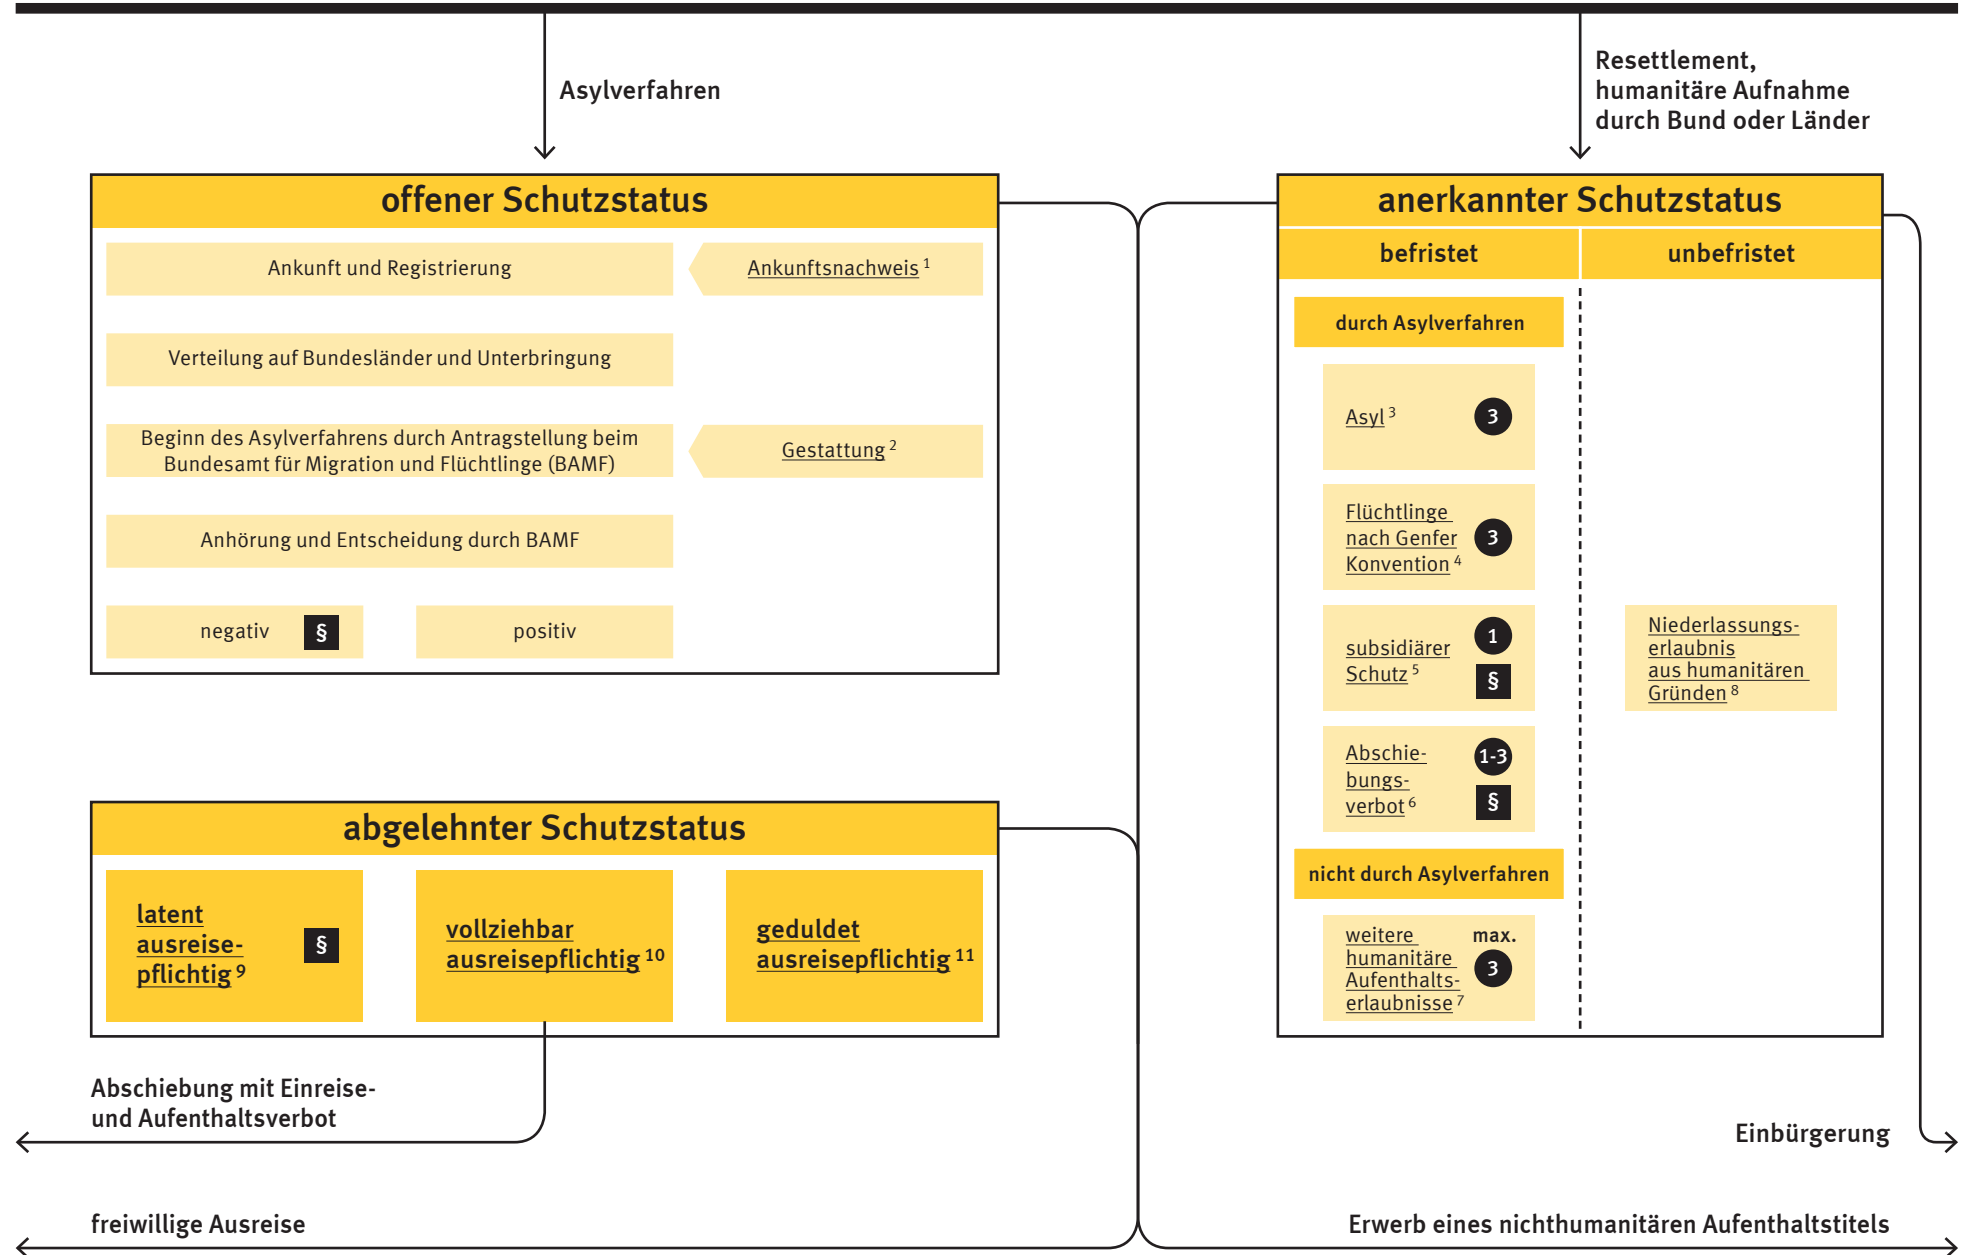 Asylverfahren
Resettlement,
humanitäre Aufnahme
durch Bund oder Länder
offener Schutzstatus
Ankunft und Registrierung
Ankunftsnachweis 1
Verteilung auf Bundesländer und Unterbringung
Beginn des Asylverfahrens durch Antragstellung beim
Bundesamt für Migration und Flüchtlinge (BAMF)
Gestattung 2
Anhörung und Entscheidung durch BAMF
negativ §
positiv
abgelehnter Schutzstatus
latent
ausreise-
pflichtig 9
§
vollziehbar
ausreisepflichtig 10
geduldet
ausreisepflichtig 11
Abschiebung mit Einreise-
und Aufenthaltsverbot
freiwillige Ausreise
anerkannter Schutzstatus
befristet
unbefristet
durch Asylverfahren
Asyl 3
3
Flüchtlinge
nach Genfer
Konvention 4
3
subsidiärer
Schutz 5
1
§
Abschie-
bungs-
verbot 6
1-3
§
nicht durch Asylverfahren
weitere
humanitäre
Aufenthalts-
erlaubnisse 7
max.
3
Niederlassungs-
erlaubnis
aus humanitären
Gründen 8
Einbürgerung
Erwerb eines nichthumanitären Aufenthaltstitels